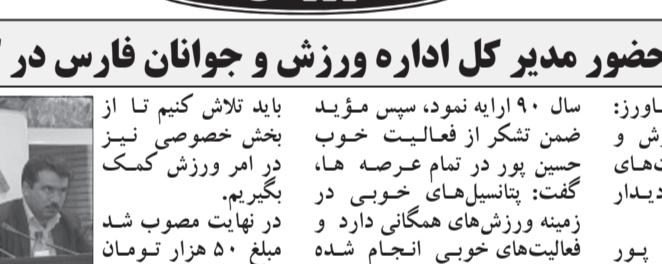 حضور مدیر کل اداره ورزش و جوانان فارس در
اورز:
ش و
ت‌های
دیدار
پور
سال ۹۰ ارایه نمود، سپس مؤید
ضمن تشکر از فعالیت خوب
حسین پور در تمام عرصه ها،
گفت: پتانسیل‌های خوبی در
زمینه ورزش‌های همگانی دارد و
فعالیت‌های خوبی انجام شده
باید تلاش کنیم تا از
بخش خصوصی نیز
در امر ورزش کمک
بگیریم.
در نهایت مصوب شد
مبلغ ۵۰ هزار تومان